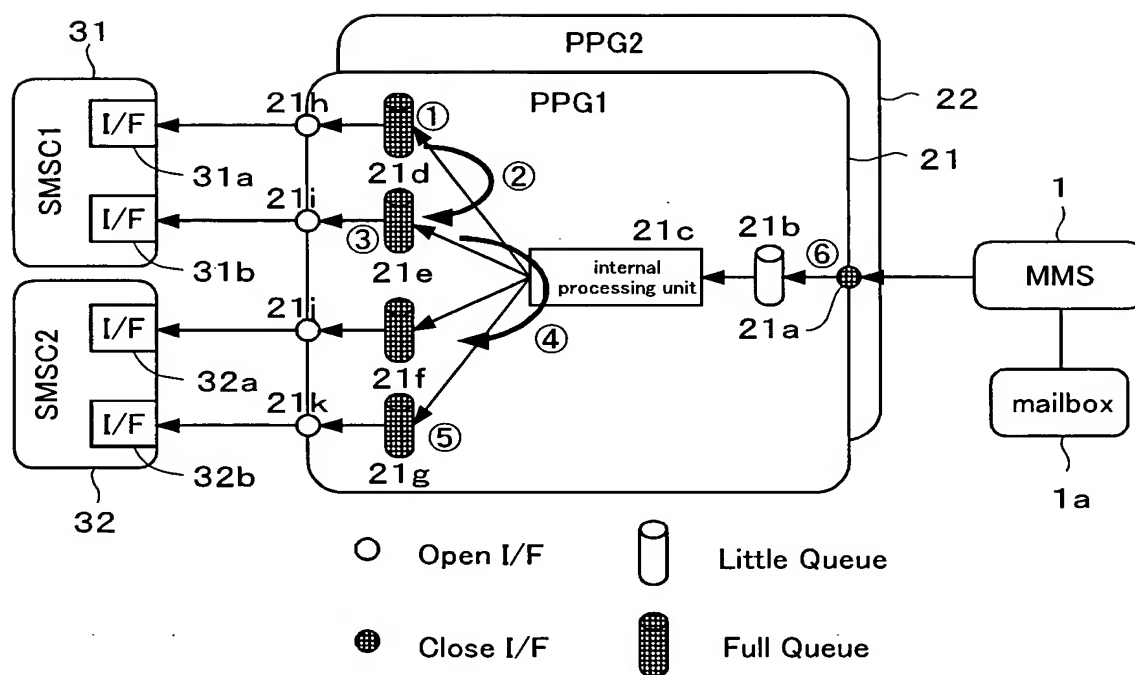 31
PPG2
PPG1
22
21h
①
I/F
21
31a
21d
②
SMSC1
21i
1
I/F
③
21c
21b
⑥
31b
21e
internal
processing unit
MMS
21j
21a
I/F
④
32a
21f
SMSC2
21k
mailbox
I/F
⑤
32b
21g
1a
32
Open I/F
Little Queue
Close I/F
Full Queue